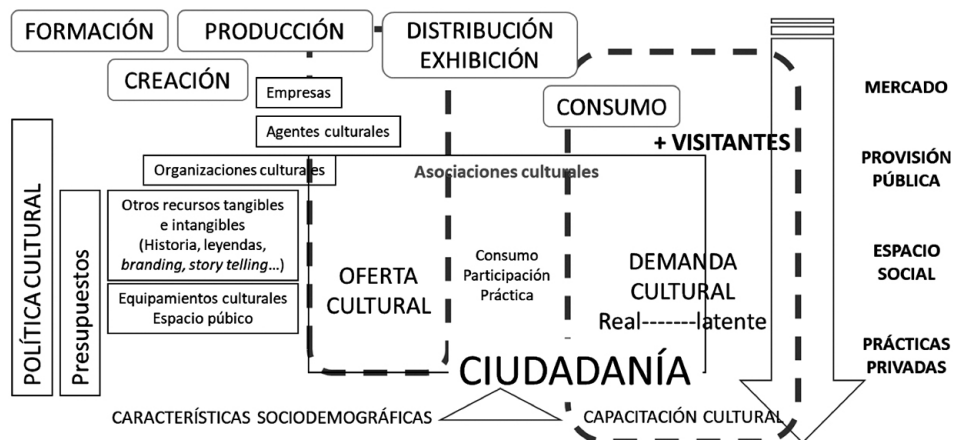 FORMACIÓN
PRODUCCIÓN
DISTRIBUCIÓN
EXHIBICIÓN
CREACIÓN
Empresas
CONSUMO
MERCADO
Agentes culturales
+ VISITANTES
Organizaciones culturales
Asociaciones culturales
PROVISIÓN
PÚBLICA
POLÍTICA CULTURAL
Presupuestos
Otros recursos tangibles
e intangibles
(Historia, leyendas,
branding, story telling...)
Equipamientos culturales
Espacio púbico
OFERTA
CULTURAL
Consumo
Participación
Práctica
DEMANDA
CULTURAL
Real-------latente
ESPACIO
SOCIAL
PRÁCTICAS
PRIVADAS
CIUDADANÍA
CARACTERÍSTICAS SOCIODEMOGRÁFICAS
CAPACITACIÓN CULTURAL